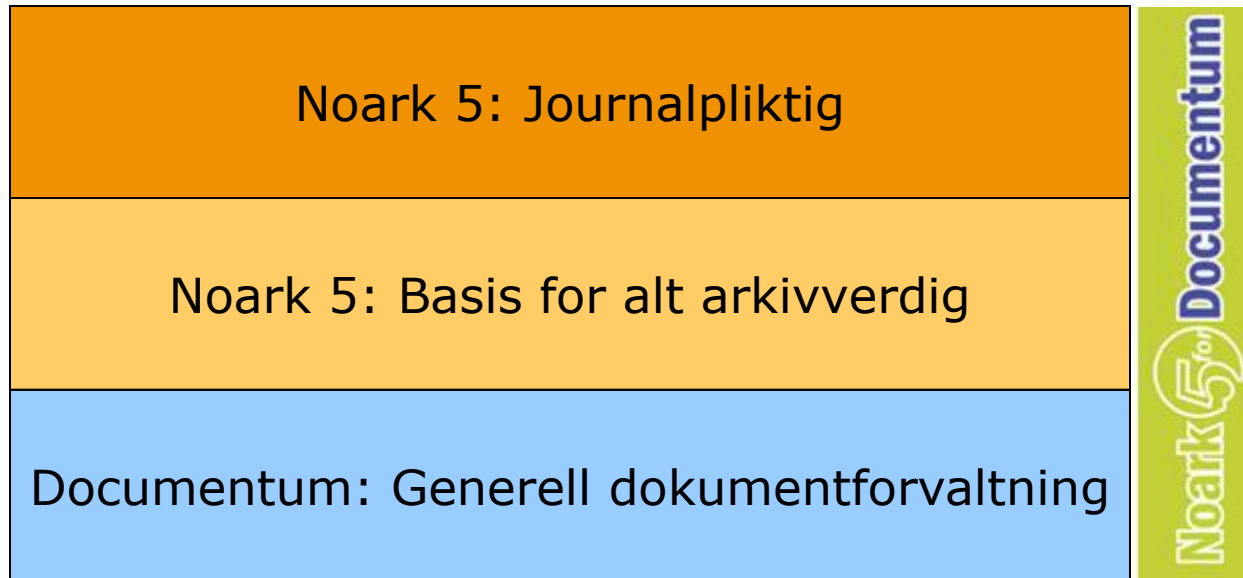 Noark 5: Journalpliktig
Noark 5: Basis for alt arkivverdig
Documentum: Generell dokumentforvaltning
Noark 5 for Documentum